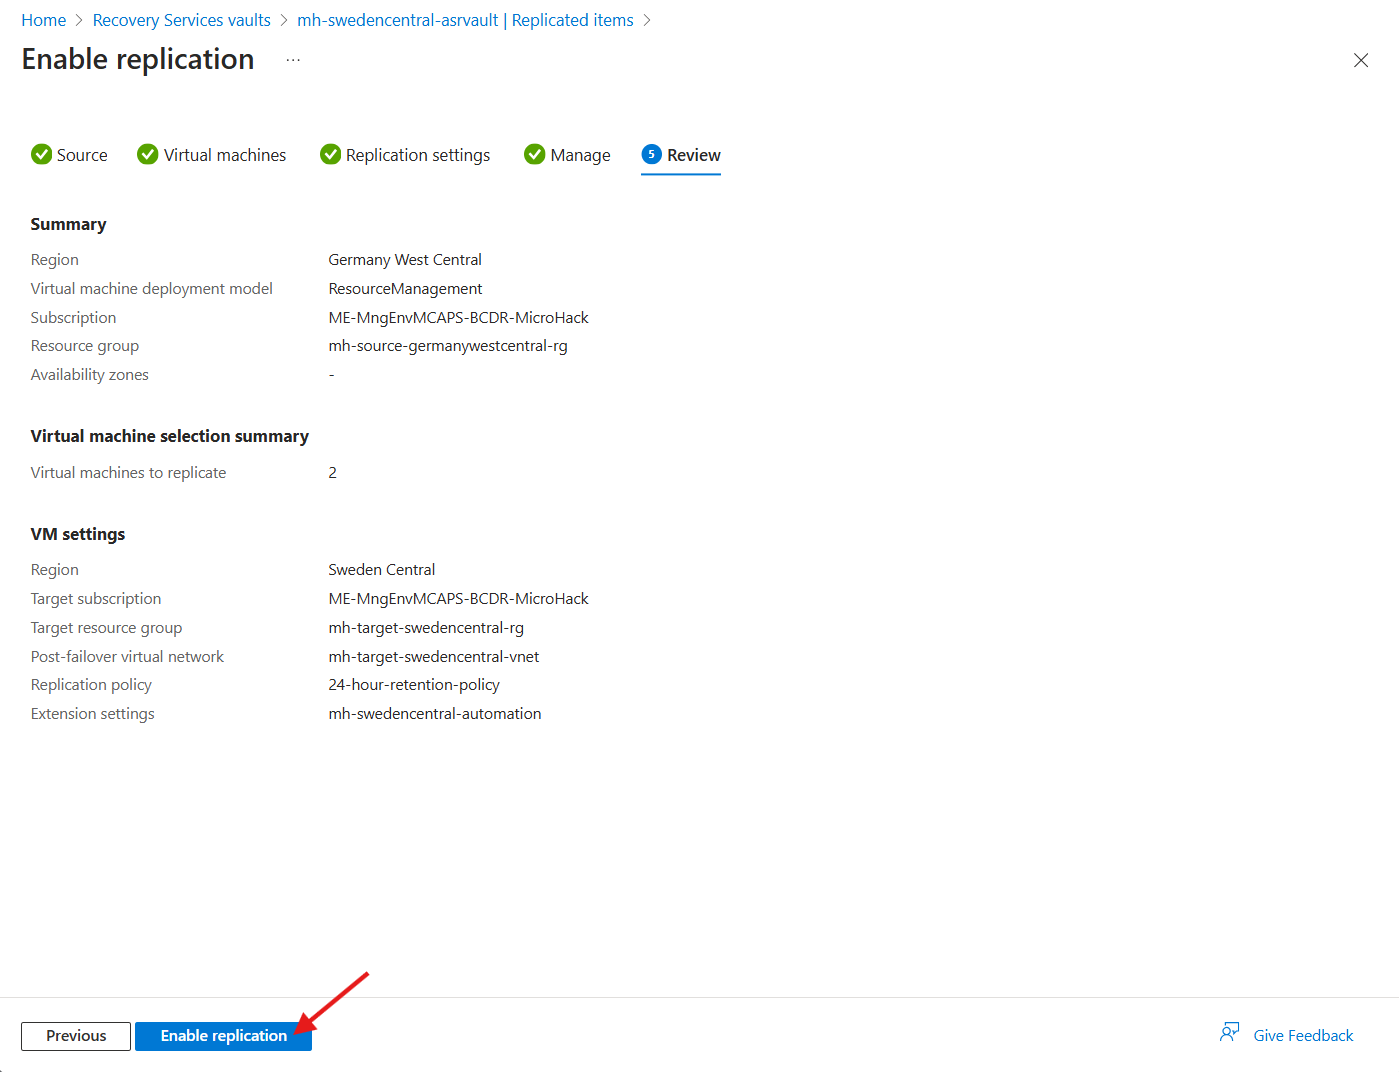 Home > Recovery Services vaults > mh-swedencentral-asrvault | Replicated items >
Enable replication ...
Source Virtual machines Replication settings Manage 5 Review
Summary
Region Germany West Central
Virtual machine deployment model ResourceManagement
Subscription ME-MngEnvMCAPS-BCDR-MicroHack
Resource group mh-source-germanywestcentral-rg
Availability zones -
Virtual machine selection summary
Virtual machines to replicate 2
VM settings
Region Sweden Central
Target subscription ME-MngEnvMCAPS-BCDR-MicroHack
Target resource group mh-target-swedencentral-rg
Post-failover virtual network mh-target-swedencentral-vnet
Replication policy 24-hour-retention-policy
Extension settings mh-swedencentral-automation
Previous Enable replication Give Feedback